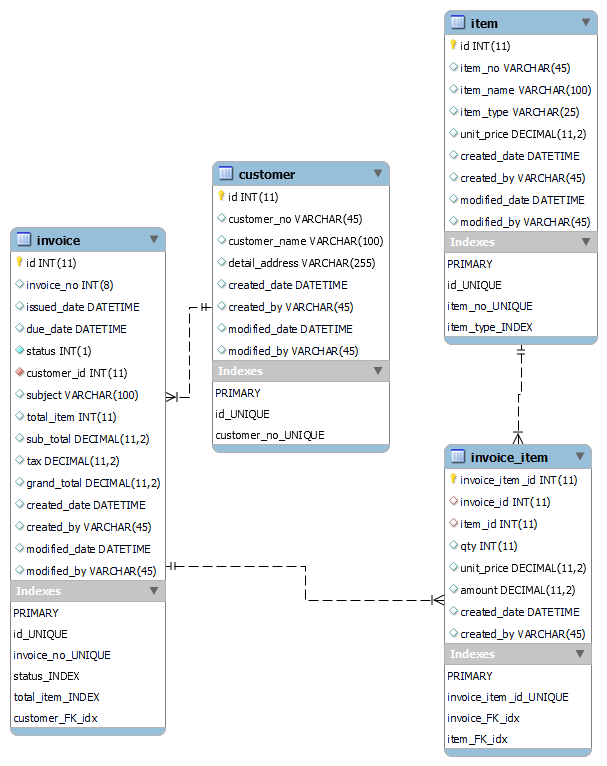 item
id INT(11)
item_no VARCHAR(45)
item_name VARCHAR(100)
item_type VARCHAR(25)
unit_price DECIMAL(11,2)
created_date DATETIME
created_by VARCHAR(45)
modified_date DATETIME
modified_by VARCHAR(45)
Indexes
PRIMARY
id_UNIQUE
item_no_UNIQUE
item_type_INDEX
customer
id INT(11)
customer_no VARCHAR(45)
customer_name VARCHAR(100)
detail_address VARCHAR(255)
created_date DATETIME
created_by VARCHAR(45)
modified_date DATETIME
modified_by VARCHAR(45)
Indexes
PRIMARY
id_UNIQUE
customer_no_UNIQUE
invoice
id INT(11)
invoice_no INT(8)
issued_date DATETIME
due_date DATETIME
status INT(1)
customer_id INT(11)
subject VARCHAR(100)
total_item INT(11)
sub_total DECIMAL(11,2)
tax DECIMAL(11,2)
grand_total DECIMAL(11,2)
created_date DATETIME
created_by VARCHAR(45)
modified_date DATETIME
modified_by VARCHAR(45)
Indexes
PRIMARY
id_UNIQUE
invoice_no_UNIQUE
status_INDEX
total_item_INDEX
customer_FK_idx
invoice_item
invoice_item_id INT(11)
invoice_id INT(11)
item_id INT(11)
qty INT(11)
unit_price DECIMAL(11,2)
amount DECIMAL(11,2)
created_date DATETIME
created_by VARCHAR(45)
Indexes
PRIMARY
invoice_item_id_UNIQUE
invoice_FK_idx
item_FK_idx